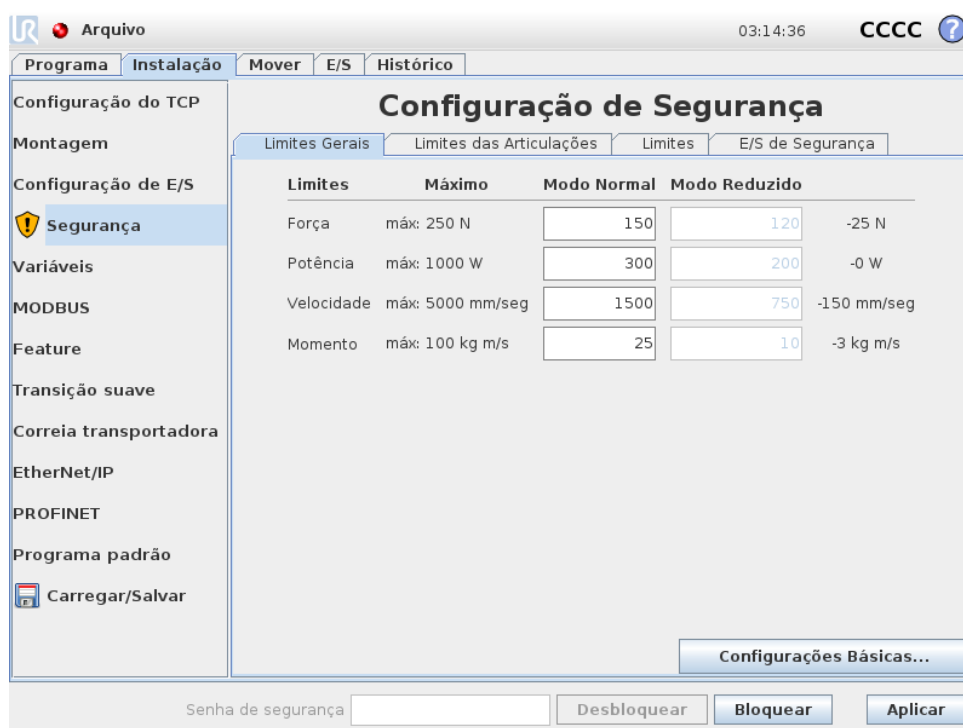 UR Arquivo 03:14:36 CCCC ?
Programa Instalação Mover E/S Histórico
Configuração do TCP
Montagem
Configuração de E/S
Segurança
Variáveis
MODBUS
Feature
Transição suave
Correia transportadora
EtherNet/IP
PROFINET
Programa padrão
Carregar/Salvar
Configuração de Segurança
Limites Gerais Limites das Articulações Limites E/S de Segurança
Limites Máximo Modo Normal Modo Reduzido
Força máx: 250 N 150 120 -25 N
Potência máx: 1000 W 300 200 -0 W
Velocidade máx: 5000 mm/seg 1500 750 -150 mm/seg
Momento máx: 100 kg m/s 25 10 -3 kg m/s
Configurações Básicas...
Senha de segurança Desbloquear Bloquear Aplicar